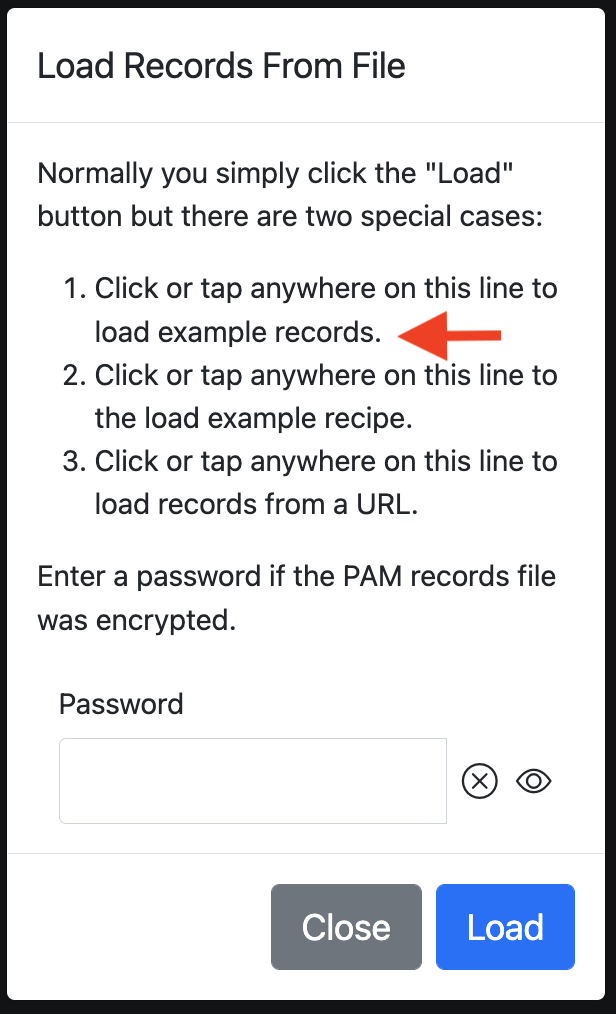 Load Records From File
Normally you simply click the "Load"
button but there are two special cases:
1. Click or tap anywhere on this line to
load example records.
2. Click or tap anywhere on this line to
the load example recipe.
3. Click or tap anywhere on this line to
load records from a URL.
Enter a password if the PAM records file
was encrypted.
Password
Close Load